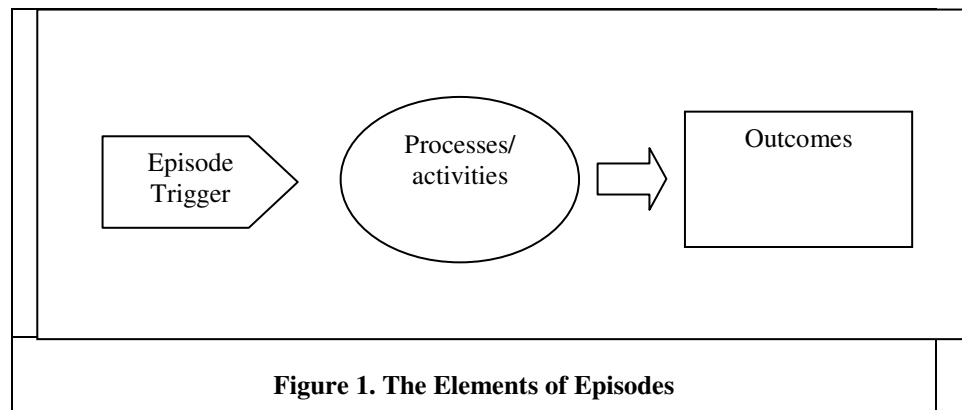 Episode
Trigger
Processes/
activities
Outcomes
Figure 1. The Elements of Episodes